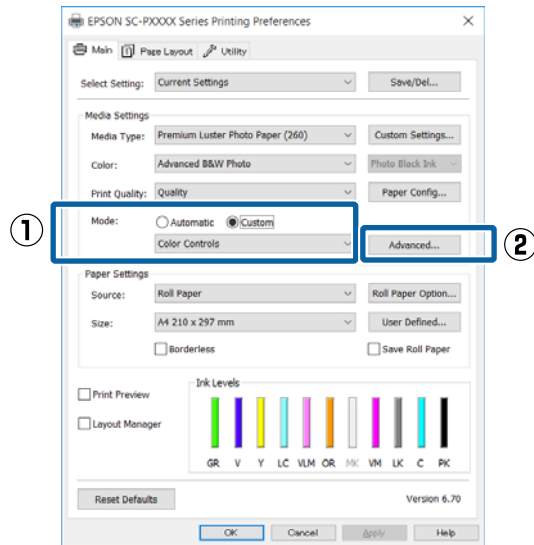 EPSON SC-PXXXX Series Printing Preferences
Main Page Layout Utility
Select Setting: Current Settings Save/Del...
Media Settings
Media Type: Premium Luster Photo Paper (260) Custom Settings...
Color: Advanced B&W Photo Photo Black Ink
Print Quality: Quality Paper Config...
① Mode: Automatic Custom
Color Controls Advanced... ②
Paper Settings
Source: Roll Paper Roll Paper Option...
Size: A4 210 x 297 mm User Defined...
Borderless Save Roll Paper
Print Preview Ink Levels
Layout Manager
GR V Y LC VLM OR MK VM LK C PK
Reset Defaults Version 6.70
OK Cancel Apply Help